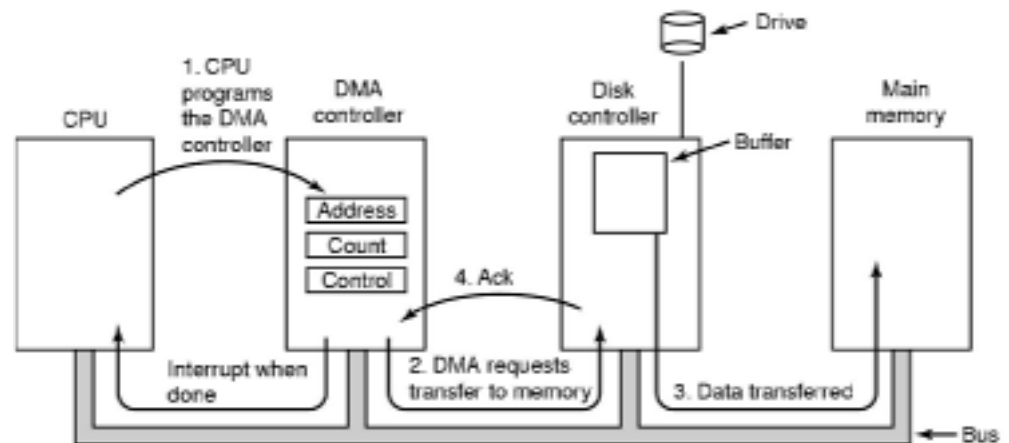 Drive
1. CPU
programs
the DMA
controller
CPU
DMA
controller
Disk
controller
Main
memory
Buffer
Address
Count
Control
4. Ack
Interrupt when
done
2. DMA requests
transfer to memory
3. Data transferred
Bus